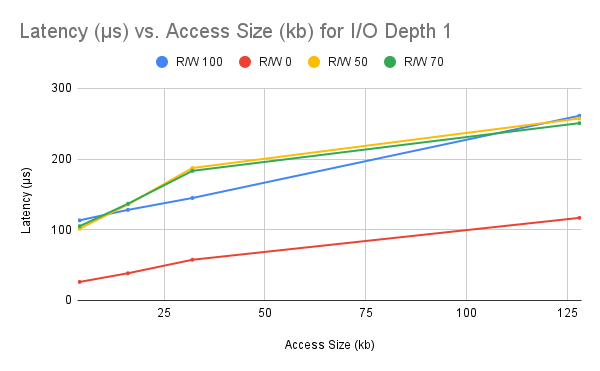 Latency (μs) vs. Access Size (kb) for I/O Depth 1
R/W 100 R/W 0 R/W 50 R/W 70
300
200
100
0
Latency (μs)
25 50 75 100 125
Access Size (kb)